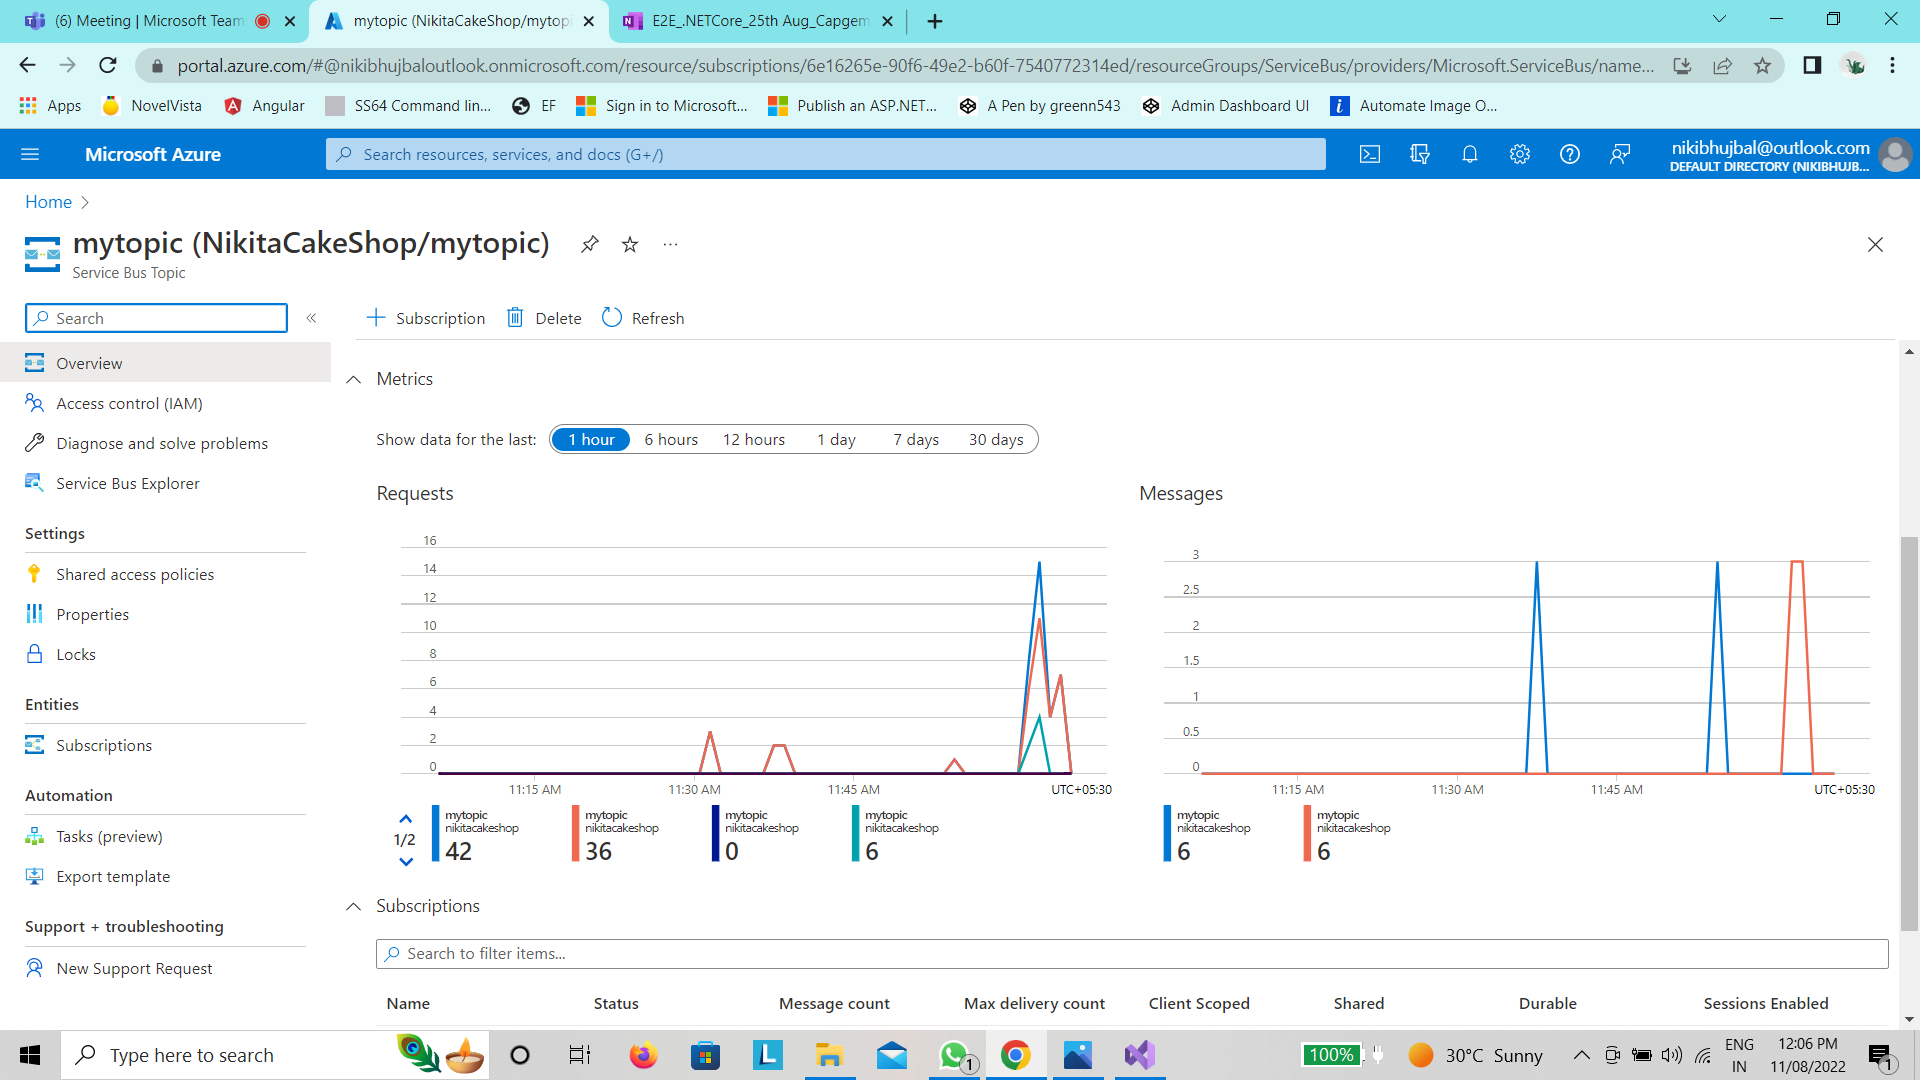 (6) Meeting | Microsoft Team
mytopic (NikitaCakeShop/mytopi
E2E_.NETCore_25th Aug_Capgem
portal.azure.com/#@nikibhujbaloutlook.onmicrosoft.com/resource/subscriptions/6e16265e-90f6-49e2-b60f-7540772314ed/resourceGroups/ServiceBus/providers/Microsoft.ServiceBus/name...
Apps
NovelVista
Angular
SS64 Command lin...
EF
Sign in to Microsoft...
Publish an ASP.NET...
A Pen by greenn543
Admin Dashboard UI
Automate Image O...
Microsoft Azure
Search resources, services, and docs (G+/)
nikibhujbal@outlook.com
DEFAULT DIRECTORY (NIKIBHUJB...
Home
mytopic (NikitaCakeShop/mytopic)
Service Bus Topic
Search
Subscription
Delete
Refresh
Overview
Access control (IAM)
Diagnose and solve problems
Service Bus Explorer
Settings
Shared access policies
Properties
Locks
Entities
Subscriptions
Automation
Tasks (preview)
Export template
Support + troubleshooting
New Support Request
Metrics
Show data for the last:
1 hour
6 hours
12 hours
1 day
7 days
30 days
Requests
16
14
12
10
8
6
4
2
0
11:15 AM
11:30 AM
11:45 AM
UTC+05:30
1/2
mytopic
nikitacakeshop
42
mytopic
nikitacakeshop
36
mytopic
nikitacakeshop
0
mytopic
nikitacakeshop
6
Messages
3
2.5
2
1.5
1
0.5
0
11:15 AM
11:30 AM
11:45 AM
UTC+05:30
mytopic
nikitacakeshop
6
mytopic
nikitacakeshop
6
Subscriptions
Search to filter items...
Name
Status
Message count
Max delivery count
Client Scoped
Shared
Durable
Sessions Enabled
Type here to search
1
100%
30°C Sunny
ENG
IN
12:06 PM
11/08/2022
1